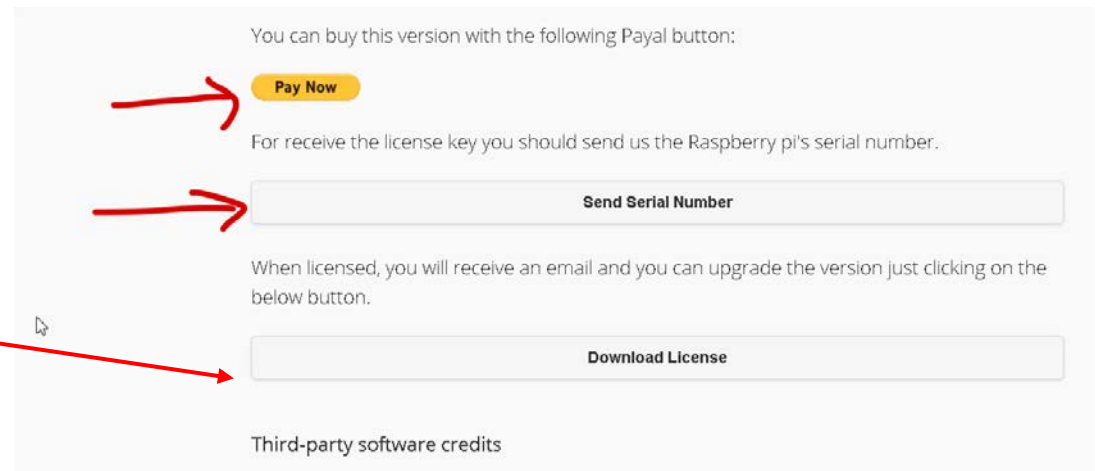 You can buy this version with the following Payal button:
Pay Now
For receive the license key you should send us the Raspberry pi's serial number.
Send Serial Number
When licensed, you will receive an email and you can upgrade the version just clicking on the
below button.
Download License
Third-party software credits